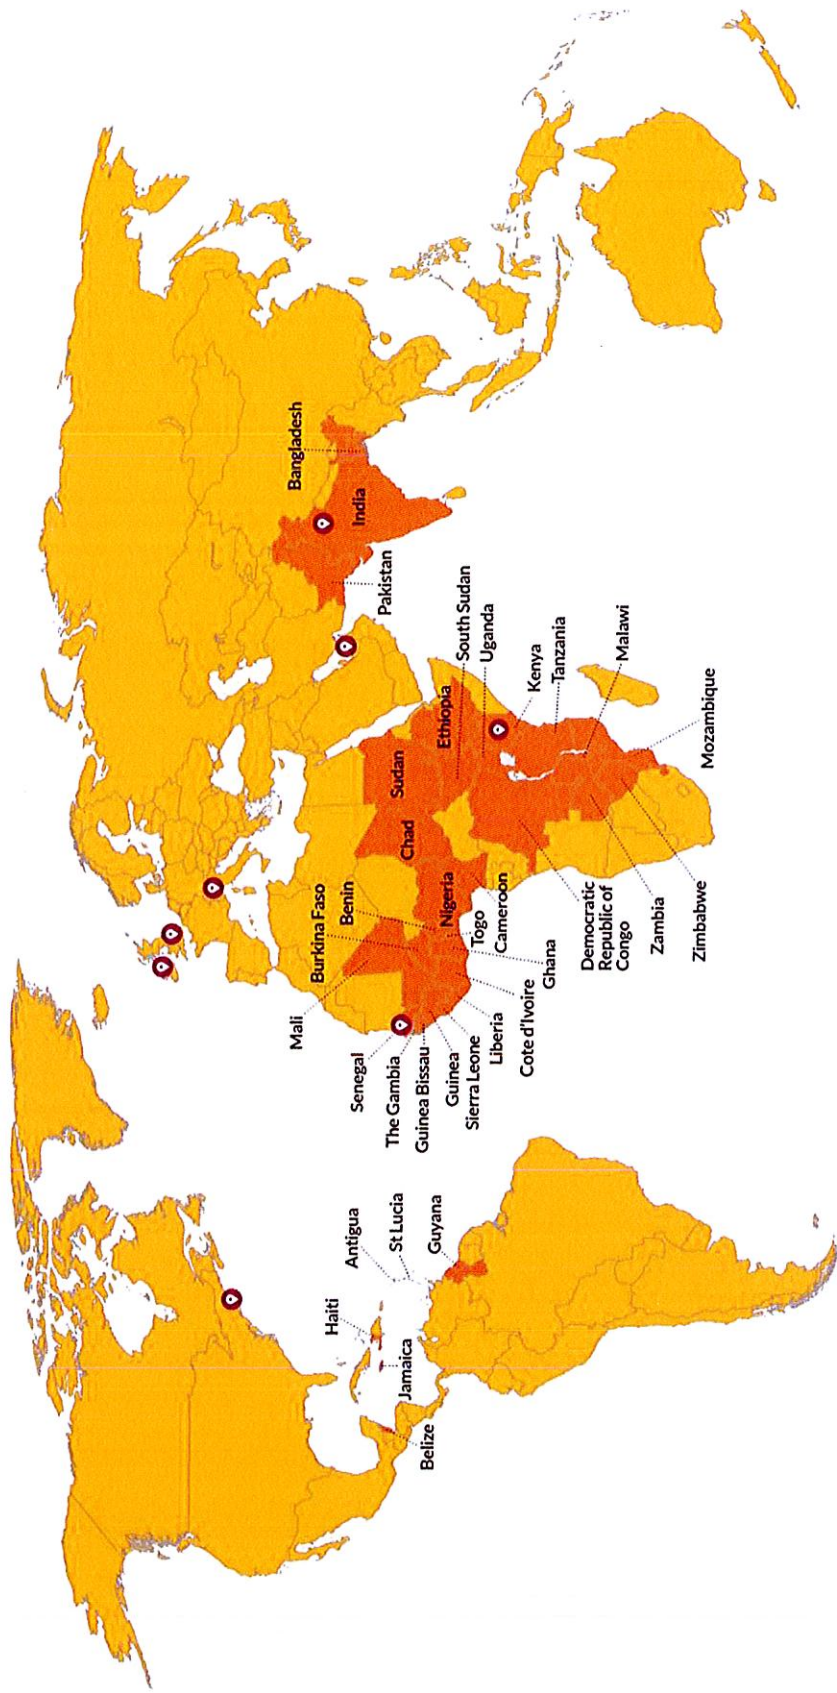 Haiti
Antigua
St Lucia
Guyana
Jamaica
Belize
Mali
Burkina Faso
Benin
Senegal
The Gambia
Guinea Bissau
Guinea
Sierra Leone
Liberia
Cote d'Ivoire
Ghana
Togo
Cameroon
Nigeria
Chad
Sudan
Ethiopia
South Sudan
Uganda
Kenya
Tanzania
Malawi
Mozambique
Democratic
Republic of
Congo
Zambia
Zimbabwe
Bangladesh
India
Pakistan